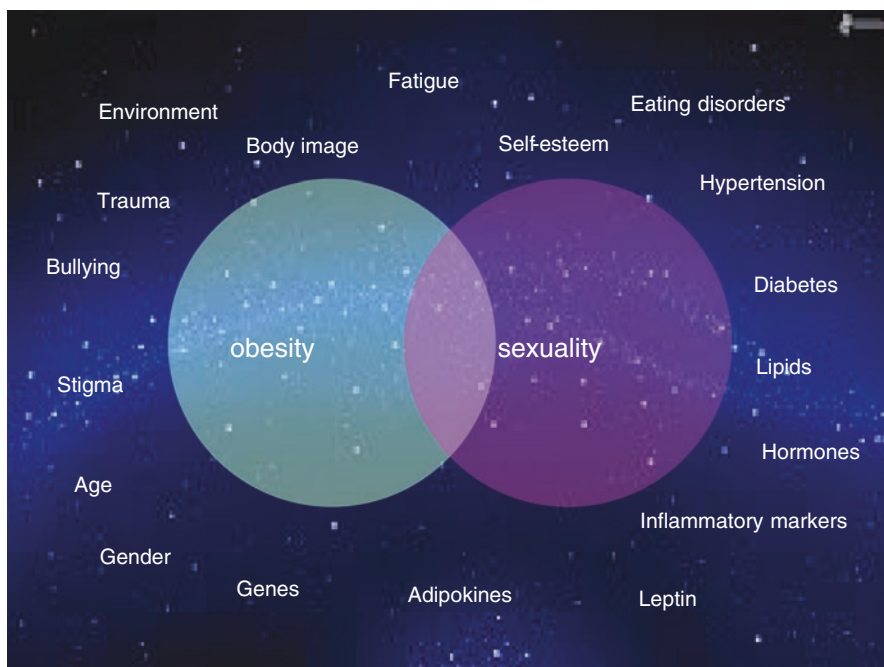 Fatigue
Environment
Eating disorders
Body image
Self-esteem
Hypertension
Trauma
Bullying
Diabetes
obesity
sexuality
Lipids
Stigma
Hormones
Age
Inflammatory markers
Gender
Genes
Adipokines
Leptin